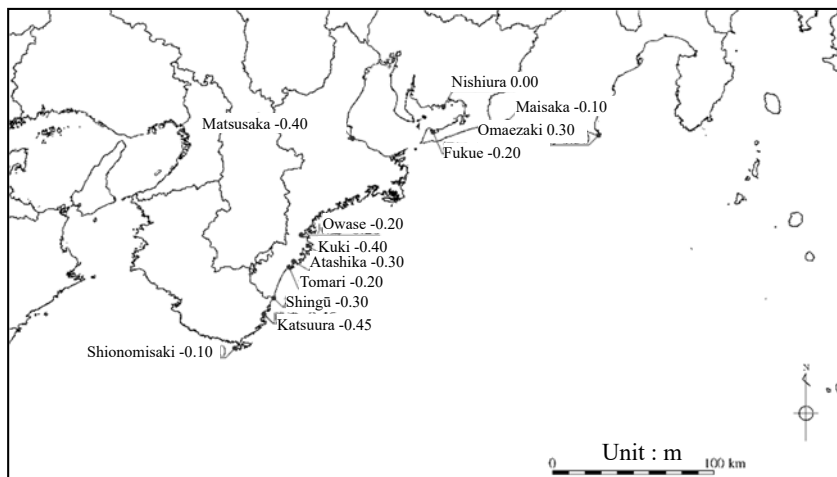 Nishiura 0.00
Maisaka -0.10
Matsusaka -0.40
Omaezaki 0.30
Fukue -0.20
Owase -0.20
Kuki -0.40
Atashika -0.30
Tomari -0.20
Shingū -0.30
Katsuura -0.45
Shionomisaki -0.10
N
Unit : m
0 100 km